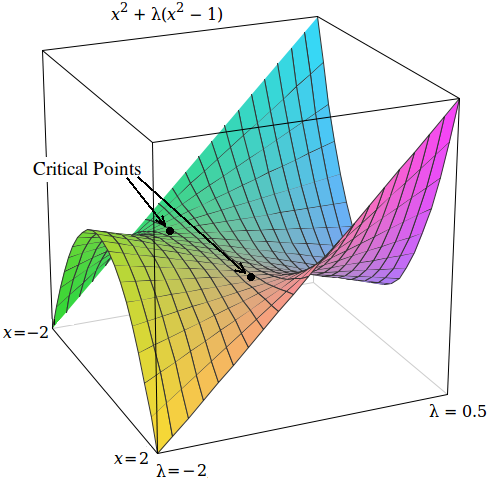 x² + λ(x² − 1)
Critical Points
x=−2
λ = 0.5
x=2
λ=−2